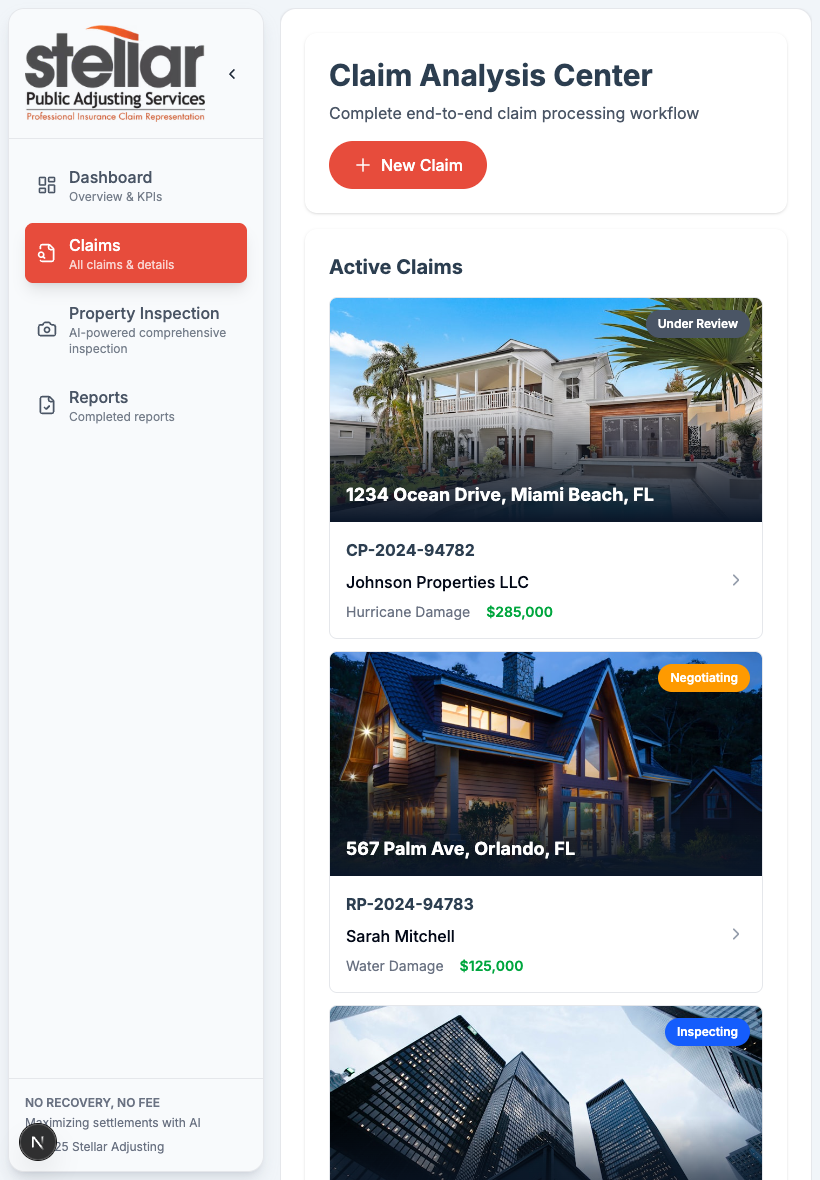 stellar
Public Adjusting Services
Professional Insurance Claim Representation
Dashboard
Overview & KPIs
Claims
All claims & details
Property Inspection
AI-powered comprehensive
inspection
Reports
Completed reports
NO RECOVERY, NO FEE
Maximizing settlements with AI
25 Stellar Adjusting
N
Claim Analysis Center
Complete end-to-end claim processing workflow
New Claim
Active Claims
Under Review
1234 Ocean Drive, Miami Beach, FL
CP-2024-94782
Johnson Properties LLC
Hurricane Damage $285,000
Negotiating
567 Palm Ave, Orlando, FL
RP-2024-94783
Sarah Mitchell
Water Damage $125,000
Inspecting